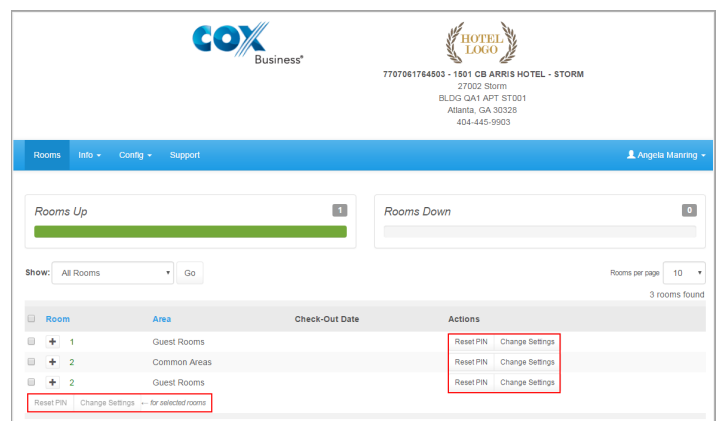 COX
Business®
HOTEL
LOGO
7707061764503 - 1501 CB ARRIS HOTEL - STORM
27002 Storm
BLDG QA1 APT ST001
Atlanta, GA 30328
404-445-9903
Rooms Info Config Support Angela Manring
Rooms Up 1 Rooms Down 0
Show: All Rooms Go Rooms per page 10
3 rooms found
Room Area Check-Out Date Actions
+ 1 Guest Rooms Reset PIN Change Settings
+ 2 Common Areas Reset PIN Change Settings
+ 2 Guest Rooms Reset PIN Change Settings
Reset PIN Change Settings ← for selected rooms